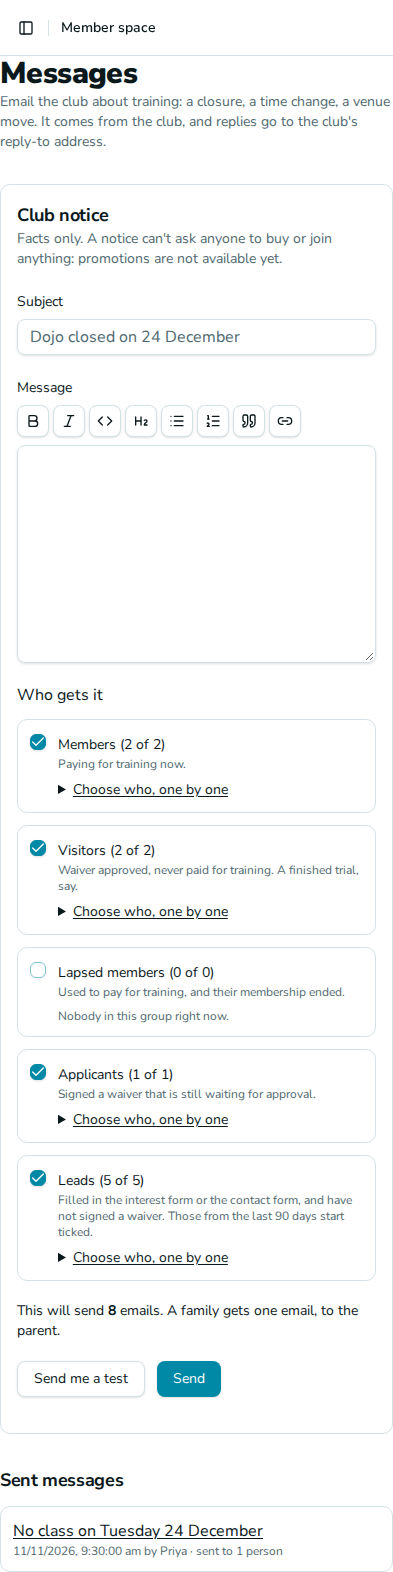 Member space
Messages
Email the club about training: a closure, a time change, a venue
move. It comes from the club, and replies go to the club's
reply-to address.
Club notice
Facts only. A notice can't ask anyone to buy or join
anything: promotions are not available yet.
Subject
Dojo closed on 24 December
Message
B I <> H2
Who gets it
Members (2 of 2)
Paying for training now.
Choose who, one by one
Visitors (2 of 2)
Waiver approved, never paid for training. A finished trial,
say.
Choose who, one by one
Lapsed members (0 of 0)
Used to pay for training, and their membership ended.
Nobody in this group right now.
Applicants (1 of 1)
Signed a waiver that is still waiting for approval.
Choose who, one by one
Leads (5 of 5)
Filled in the interest form or the contact form, and have
not signed a waiver. Those from the last 90 days start
ticked.
Choose who, one by one
This will send 8 emails. A family gets one email, to the
parent.
Send me a test Send
Sent messages
No class on Tuesday 24 December
11/11/2026, 9:30:00 am by Priya · sent to 1 person